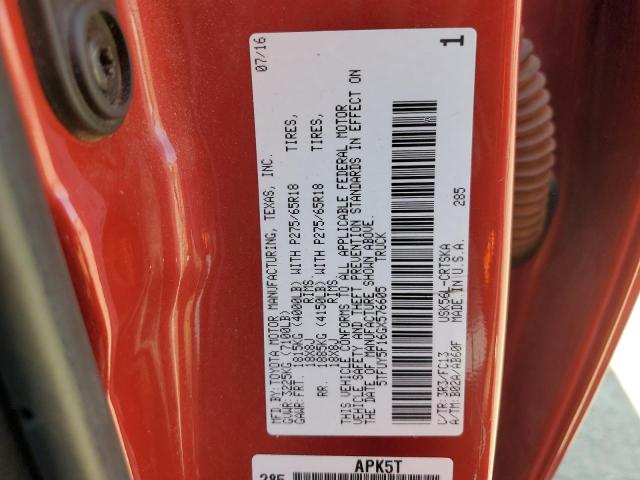 MFD.BY:TOYOTA MOTOR MANUFACTURING, TEXAS, INC. 07/16
GVWR:3225KG (7100LB)
GAWR:FRT. 1815KG (4000LB) WITH P275/65R18 TIRES,
18X8J RIMS,
RR. 1885KG (4150LB) WITH P275/65R18 TIRES,
18X8J RIMS,
THIS VEHICLE CONFORMS TO ALL APPLICABLE FEDERAL MOTOR
VEHICLE SAFETY AND THEFT PREVENTION STANDARDS IN EFFECT ON
THE DATE OF MANUFACTURE SHOWN ABOVE.
5TFUY5F16GX576605 TRUCK
C/TR:3R3/FC13 USK56L-CRTSKA 285
A/TM:B02A/AB60F MADE IN U.S.A. 1
285 APK5T